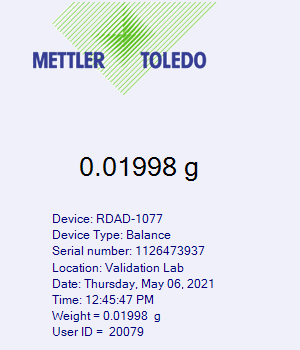 METTLER TOLEDO
0.01998 g
Device: RDAD-1077
Device Type: Balance
Serial number: 1126473937
Location: Validation Lab
Date: Thursday, May 06, 2021
Time: 12:45:47 PM
Weight = 0.01998 g
User ID = 20079